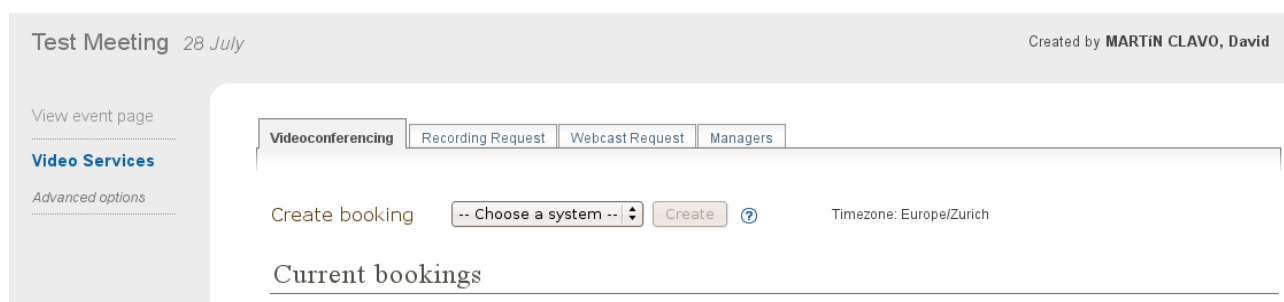 Test Meeting 28 July
Created by MARTíN CLAVO, David
View event page
Video Services
Advanced options
Videoconferencing Recording Request Webcast Request Managers
Create booking -- Choose a system -- Create ? Timezone: Europe/Zurich
Current bookings